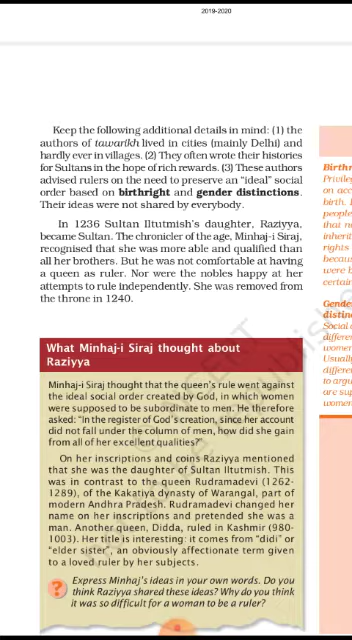 2019-2020
Keep the following additional details in mind: (1) the
authors of tawarikh lived in cities (mainly Delhi) and
hardly ever in villages. (2) They often wrote their histories
for Sultans in the hope of rich rewards. (3) These authors
advised rulers on the need to preserve an "ideal" social
order based on birthright and gender distinctions.
Their ideas were not shared by everybody.
In 1236 Sultan Iltutmish's daughter, Raziyya,
became Sultan. The chronicler of the age, Minhaj-i Siraj,
recognised that she was more able and qualified than
all her brothers. But he was not comfortable at having
a queen as ruler. Nor were the nobles happy at her
attempts to rule independently. She was removed from
the throne in 1240.
What Minhaj-i Siraj thought about
Raziyya
Minhaj-i Siraj thought that the queen's rule went against
the ideal social order created by God, in which women
were supposed to be subordinate to men. He therefore
asked: "In the register of God's creation, since her account
did not fall under the column of men, how did she gain
from all of her excellent qualities?"
On her inscriptions and coins Raziyya mentioned
that she was the daughter of Sultan Iltutmish. This
was in contrast to the queen Rudramadevi (1262-
1289), of the Kakatiya dynasty of Warangal, part of
modern Andhra Pradesh. Rudramadevi changed her
name on her inscriptions and pretended she was a
man. Another queen, Didda, ruled in Kashmir (980-
1003). Her title is interesting: it comes from "didi" or
"elder sister", an obviously affectionate term given
to a loved ruler by her subjects.
? Express Minhaj's ideas in your own words. Do you
think Raziyya shared these ideas? Why do you think
it was so difficult for a woman to be a ruler?
Birthr
Privileg
on acc
birth. I
people
that n
inherit
rights
becaus
were b
certain
Gender
distinc
Social a
differen
women
Usually
differen
to argu
are sup
women